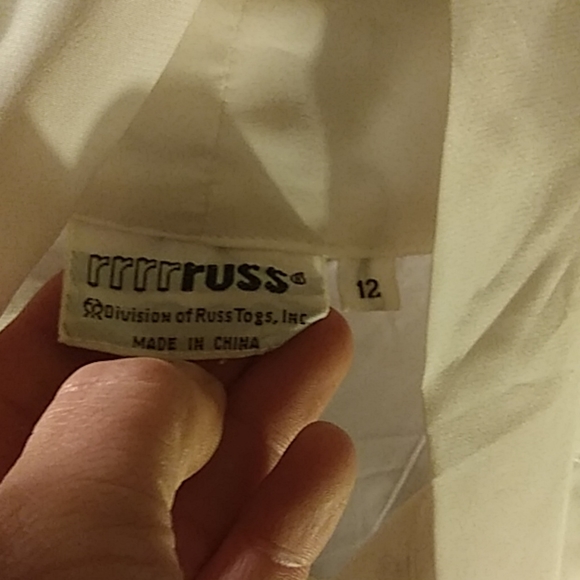 rrrrruss®
Division of Russ Togs, Inc.
MADE IN CHINA
12